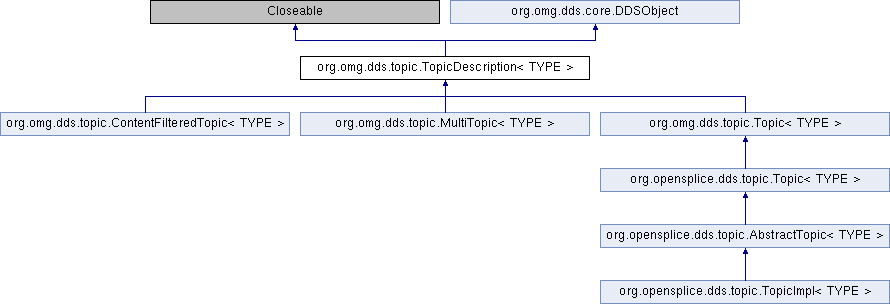 Closeable
org.omg.dds.core.DDSObject
org.omg.dds.topic.TopicDescription< TYPE >
org.omg.dds.topic.ContentFilteredTopic< TYPE >
org.omg.dds.topic.MultiTopic< TYPE >
org.omg.dds.topic.Topic< TYPE >
org.opensplice.dds.topic.Topic< TYPE >
org.opensplice.dds.topic.AbstractTopic< TYPE >
org.opensplice.dds.topic.TopicImpl< TYPE >